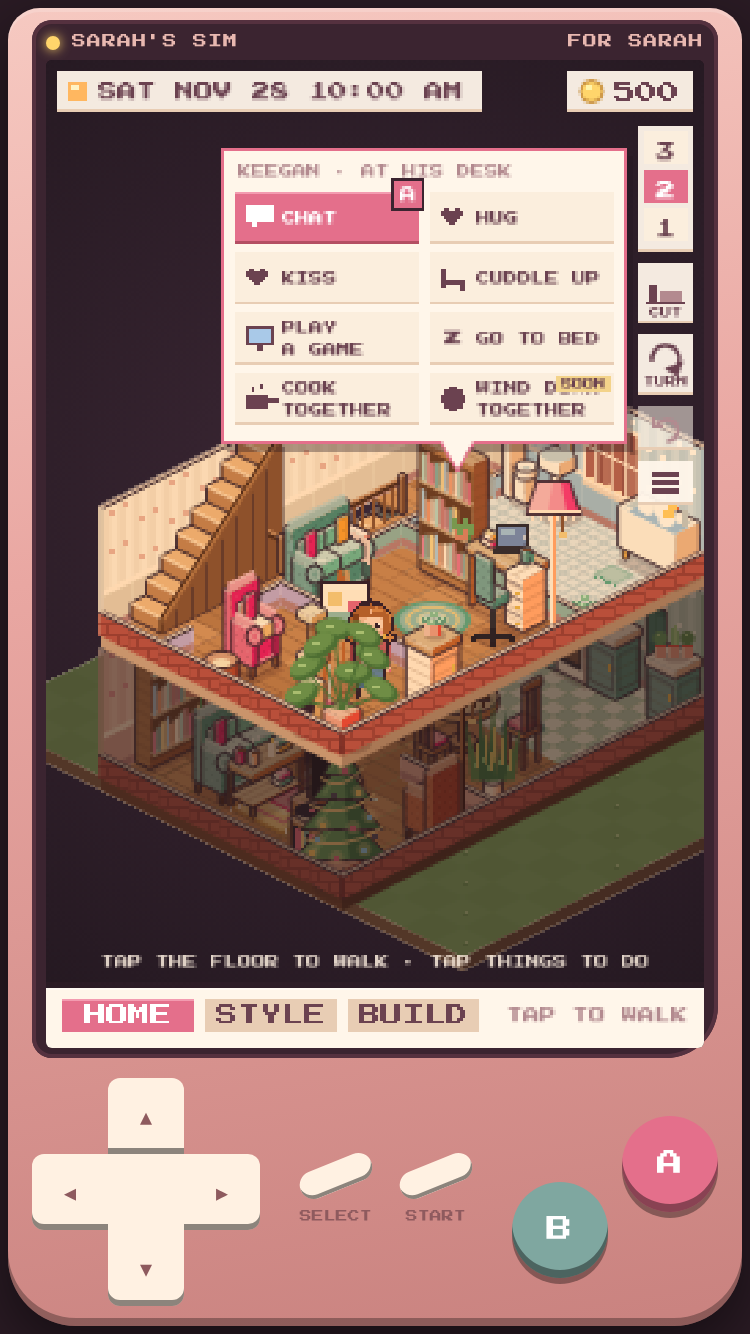 SARAH'S SIM
FOR SARAH
SAT NOV 28 10:00 AM
500
3
2
1
CUT
TURN
KEEGAN · AT HIS DESK
A
CHAT
HUG
KISS
CUDDLE UP
PLAY
A GAME
GO TO BED
COOK
TOGETHER
WIND
SOON
TOGETHER
TAP THE FLOOR TO WALK · TAP THINGS TO DO
HOME
STYLE
BUILD
TAP TO WALK
SELECT
START
B
A